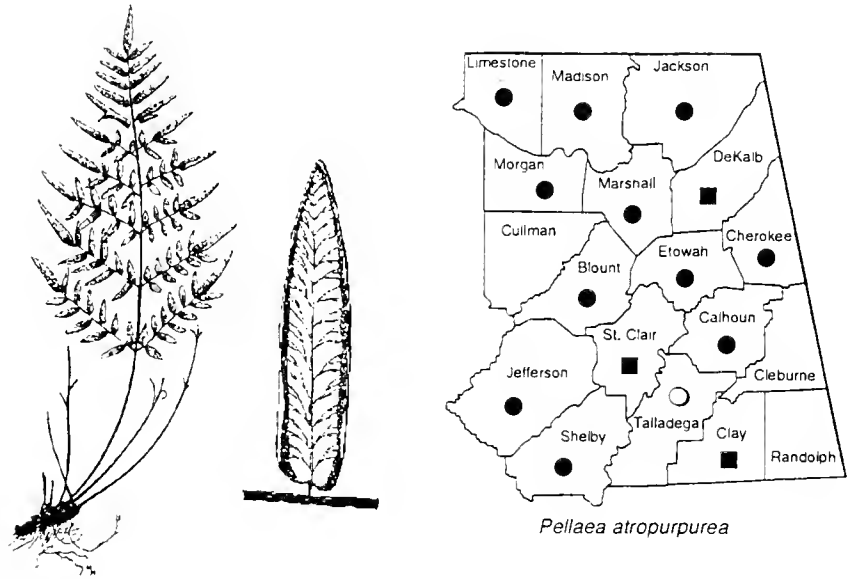 Limestone
Madison
Jackson
Morgan
Marshall
DeKalb
Cullman
Blount
Etowah
Cherokee
St. Clair
Calhoun
Jefferson
Cleburne
Talladega
Shelby
Clay
Randolph
Pellaea atropurpurea